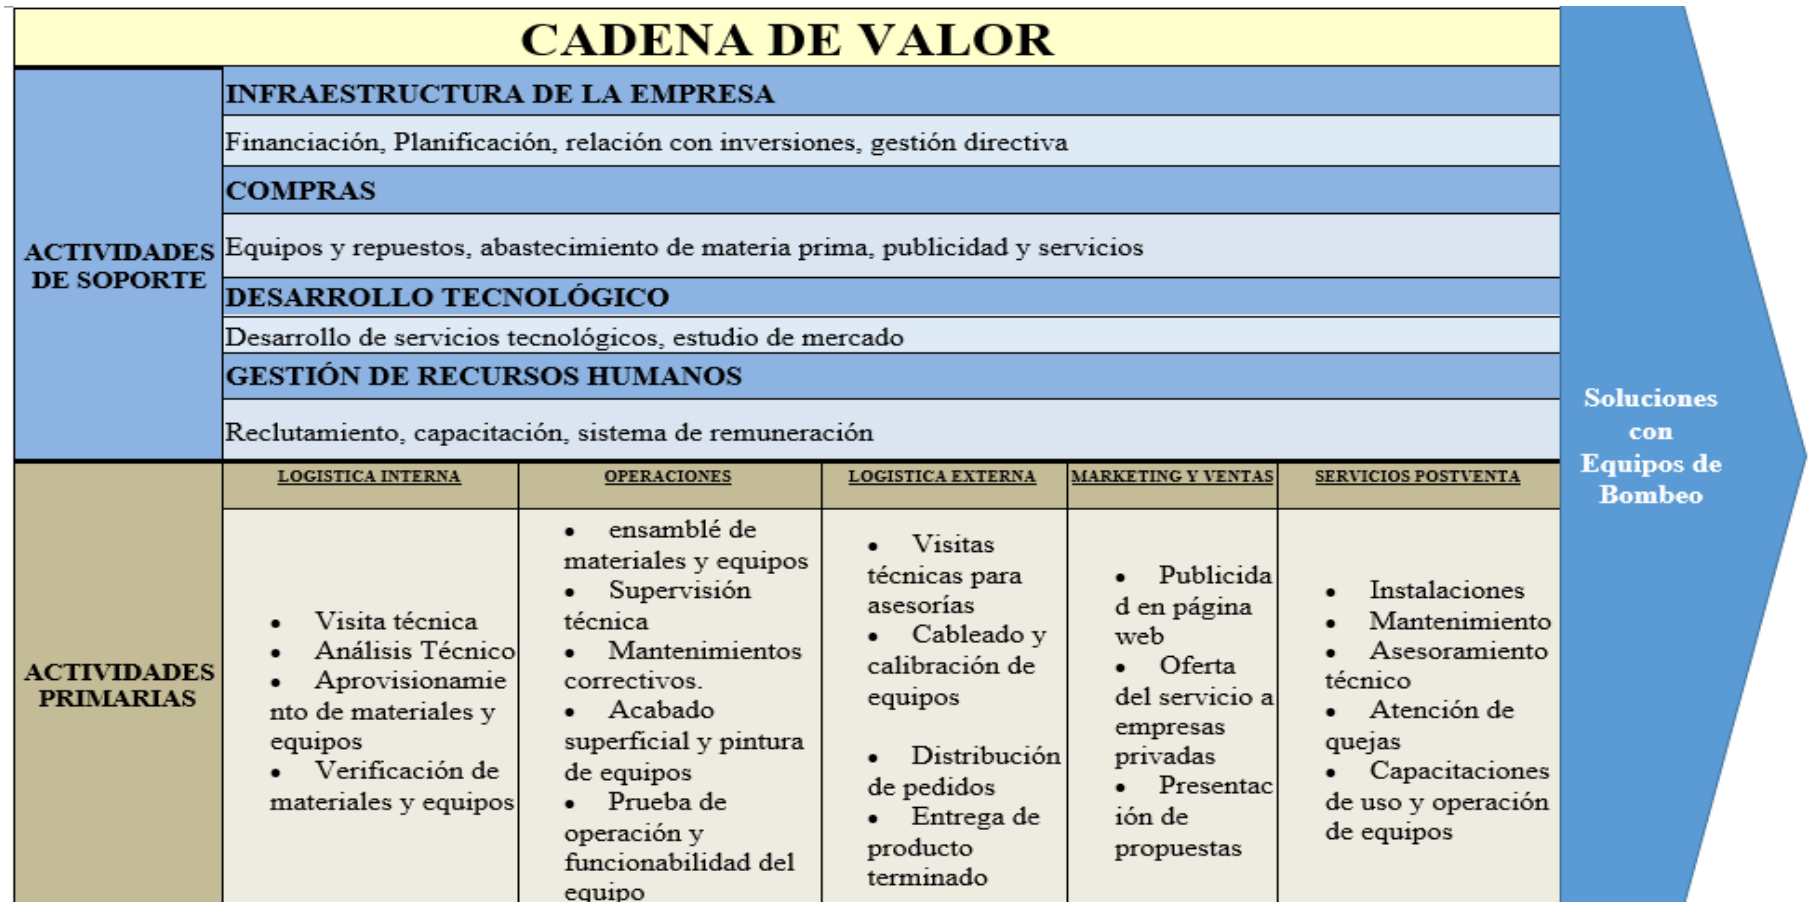 CADENA DE VALOR
ACTIVIDADES
DE SOPORTE
INFRAESTRUCTURA DE LA EMPRESA
Financiación, Planificación, relación con inversiones, gestión directiva
COMPRAS
Equipos y repuestos, abastecimiento de materia prima, publicidad y servicios
DESARROLLO TECNOLÓGICO
Desarrollo de servicios tecnológicos, estudio de mercado
GESTIÓN DE RECURSOS HUMANOS
Reclutamiento, capacitación, sistema de remuneración
ACTIVIDADES
PRIMARIAS
LOGISTICA INTERNA
• Visita técnica
• Análisis Técnico
• Aprovisionamie
nto de materiales y
equipos
• Verificación de
materiales y equipos
OPERACIONES
• ensamblé de
materiales y equipos
• Supervisión
técnica
• Mantenimientos
correctivos.
• Acabado
superficial y pintura
de equipos
• Prueba de
operación y
funcionabilidad del
equipo
LOGISTICA EXTERNA
• Visitas
técnicas para
asesorías
• Cableado y
calibración de
equipos
• Distribución
de pedidos
• Entrega de
producto
terminado
MARKETING Y VENTAS
• Publicida
d en página
web
• Oferta
del servicio a
empresas
privadas
• Presentac
ión de
propuestas
SERVICIOS POSTVENTA
• Instalaciones
• Mantenimiento
• Asesoramiento
técnico
• Atención de
quejas
• Capacitaciones
de uso y operación
de equipos
Soluciones
con
Equipos de
Bombeo